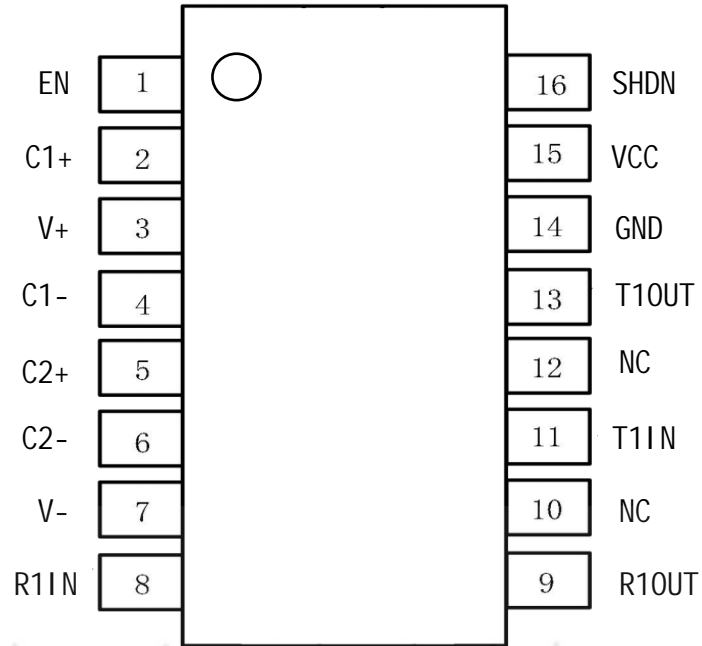 EN 1 16 SHDN
C1+ 2 15 VCC
V+ 3 14 GND
C1- 4 13 T1OUT
C2+ 5 12 NC
C2- 6 11 T1IN
V- 7 10 NC
R1IN 8 9 R1OUT